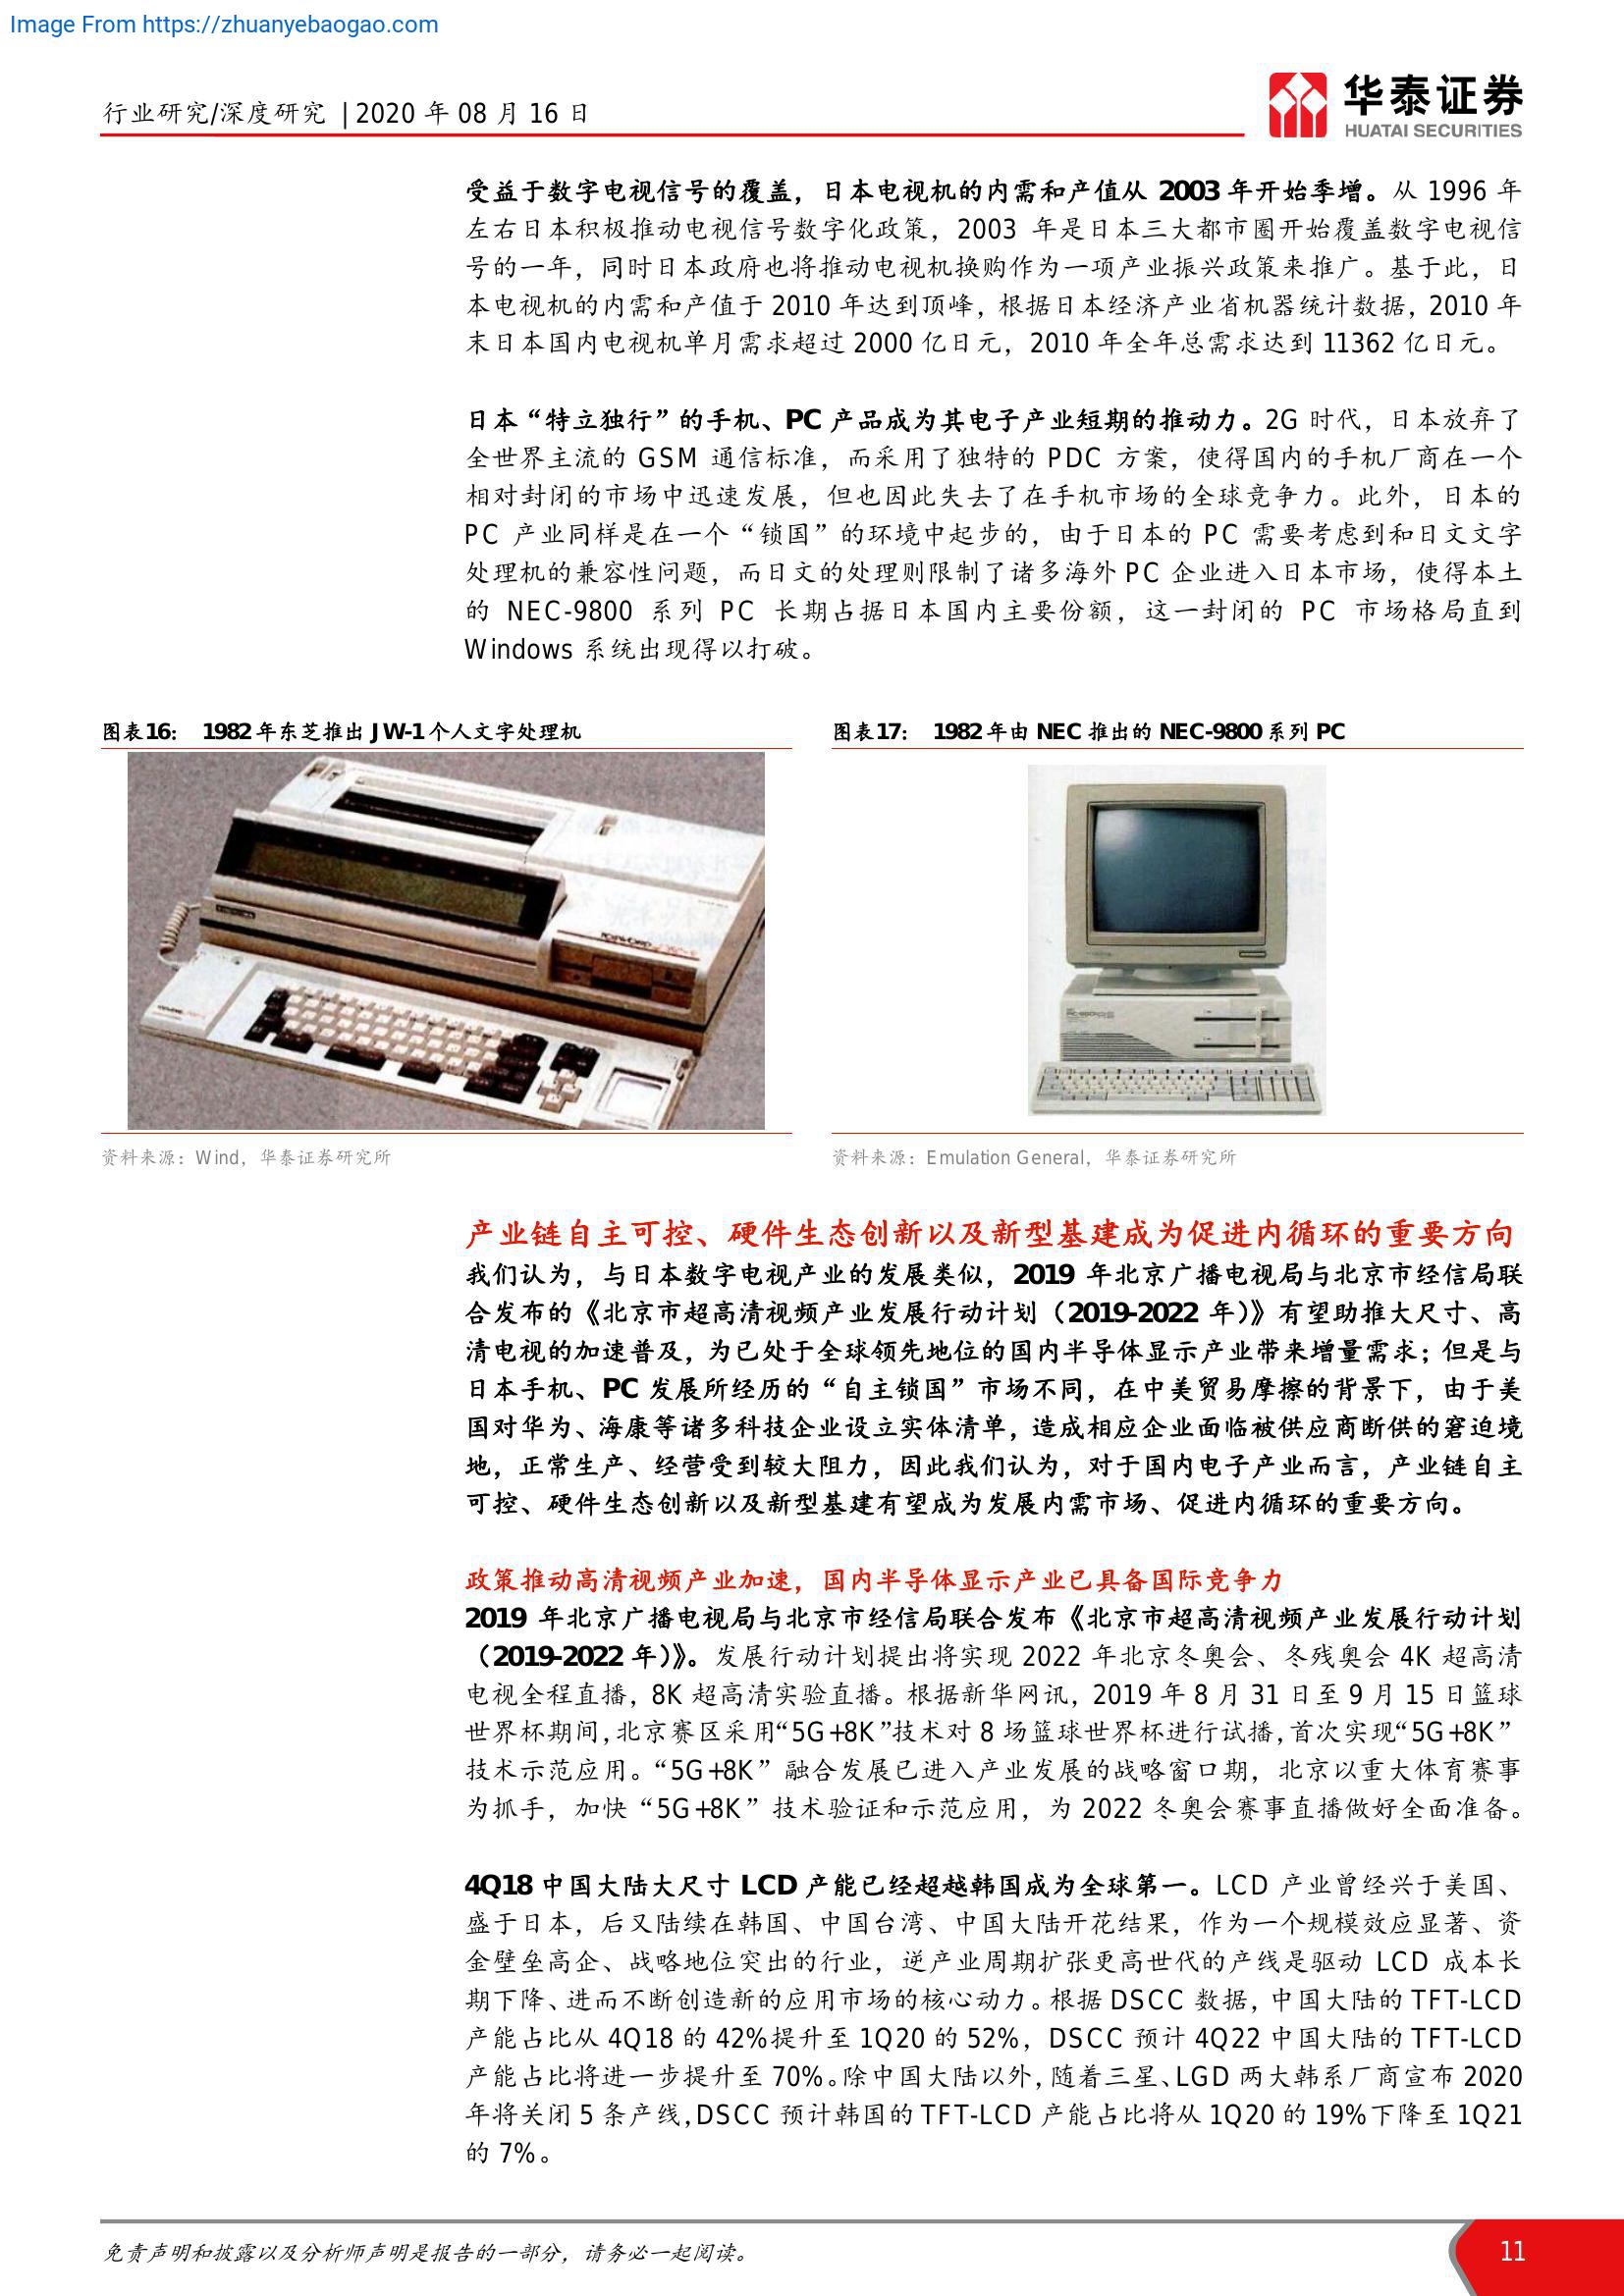 Image From https://zhuanyebaogao.com
行业研究/深度研究 | 2020 年 08 月 16 日
华泰证券
HUATAI SECURITIES
受益于数字电视信号的覆盖，日本电视机的内需和产值从 2003 年开始季增。从 1996 年
左右日本积极推动电视信号数字化政策，2003 年是日本三大都市圈开始覆盖数字电视信
号的一年，同时日本政府也将推动电视机换购作为一项产业振兴政策来推广。基于此，日
本电视机的内需和产值于 2010 年达到顶峰，根据日本经济产业省机器统计数据，2010 年
末日本国内电视机单月需求超过 2000 亿日元，2010 年全年总需求达到 11362 亿日元。
日本“特立独行”的手机、PC 产品成为其电子产业短期的推动力。2G 时代，日本放弃了
全世界主流的 GSM 通信标准，而采用了独特的 PDC 方案，使得国内的手机厂商在一个
相对封闭的市场中迅速发展，但也因此失去了在手机市场的全球竞争力。此外，日本的
PC 产业同样是在一个“锁国”的环境中起步的，由于日本的 PC 需要考虑到和日文文字
处理机的兼容性问题，而日文的处理则限制了诸多海外 PC 企业进入日本市场，使得本土
的 NEC-9800 系列 PC 长期占据日本国内主要份额，这一封闭的 PC 市场格局直到
Windows 系统出现得以打破。
图表16： 1982 年东芝推出 JW-1 个人文字处理机
图表17： 1982 年由 NEC 推出的 NEC-9800 系列 PC
资料来源：Wind，华泰证券研究所
资料来源：Emulation General，华泰证券研究所
产业链自主可控、硬件生态创新以及新型基建成为促进内循环的重要方向
我们认为，与日本数字电视产业的发展类似，2019 年北京广播电视局与北京市经信局联
合发布的《北京市超高清视频产业发展行动计划（2019-2022 年）》有望助推大尺寸、高
清电视的加速普及，为已处于全球领先地位的国内半导体显示产业带来增量需求；但是与
日本手机、PC 发展所经历的“自主锁国”市场不同，在中美贸易摩擦的背景下，由于美
国对华为、海康等诸多科技企业设立实体清单，造成相应企业面临被供应商断供的窘迫境
地，正常生产、经营受到较大阻力，因此我们认为，对于国内电子产业而言，产业链自主
可控、硬件生态创新以及新型基建有望成为发展内需市场、促进内循环的重要方向。
政策推动高清视频产业加速，国内半导体显示产业已具备国际竞争力
2019 年北京广播电视局与北京市经信局联合发布《北京市超高清视频产业发展行动计划
（2019-2022 年）》。发展行动计划提出将实现 2022 年北京冬奥会、冬残奥会 4K 超高清
电视全程直播，8K 超高清实验直播。根据新华网讯，2019 年 8 月 31 日至 9 月 15 日篮球
世界杯期间，北京赛区采用“5G+8K”技术对 8 场篮球世界杯进行试播，首次实现“5G+8K”
技术示范应用。“5G+8K”融合发展已进入产业发展的战略窗口期，北京以重大体育赛事
为抓手，加快“5G+8K”技术验证和示范应用，为 2022 冬奥会赛事直播做好全面准备。
4Q18 中国大陆大尺寸 LCD 产能已经超越韩国成为全球第一。LCD 产业曾经兴于美国、
盛于日本，后又陆续在韩国、中国台湾、中国大陆开花结果，作为一个规模效应显著、资
金壁垒高企、战略地位突出的行业，逆产业周期扩张更高世代的产线是驱动 LCD 成本长
期下降、进而不断创造新的应用市场的核心动力。根据 DSCC 数据，中国大陆的 TFT-LCD
产能占比从 4Q18 的 42%提升至 1Q20 的 52%，DSCC 预计 4Q22 中国大陆的 TFT-LCD
产能占比将进一步提升至 70%。除中国大陆以外，随着三星、LGD 两大韩系厂商宣布 2020
年将关闭 5 条产线，DSCC 预计韩国的 TFT-LCD 产能占比将从 1Q20 的 19%下降至 1Q21
的 7%。
免责声明和披露以及分析师声明是报告的一部分，请务必一起阅读。
11